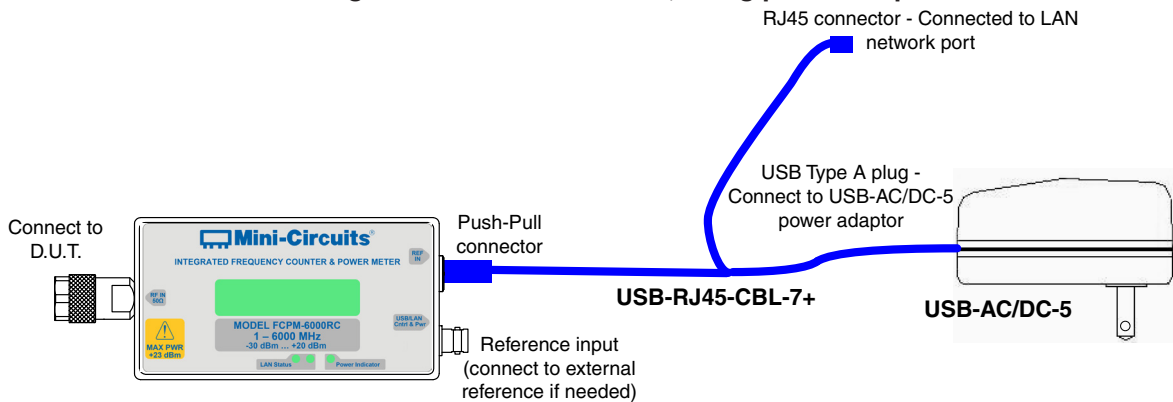 RJ45 connector - Connected to LAN
network port
USB Type A plug -
Connect to USB-AC/DC-5
power adaptor
Connect to
D.U.T.
Push-Pull
connector
Mini-Circuits®
INTEGRATED FREQUENCY COUNTER & POWER METER
REF
IN
RF IN
50Ω
USB/LAN
Cntrl & Pwr
MODEL FCPM-6000RC
1 – 6000 MHz
-30 dBm ... +20 dBm
MAX PWR
+23 dBm
LAN Status
Power Indicator
USB-RJ45-CBL-7+
USB-AC/DC-5
Reference input
(connect to external
reference if needed)